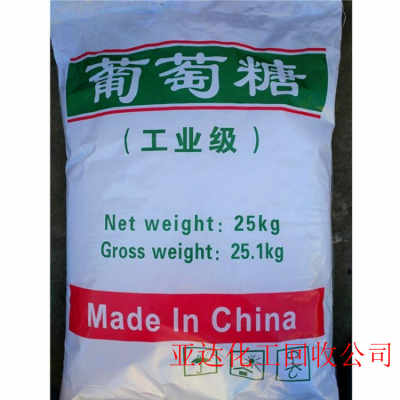 葡萄糖
(工业级)
Net weight: 25kg
Gross weight: 25.1kg
Made In China
亚达化工回收公司